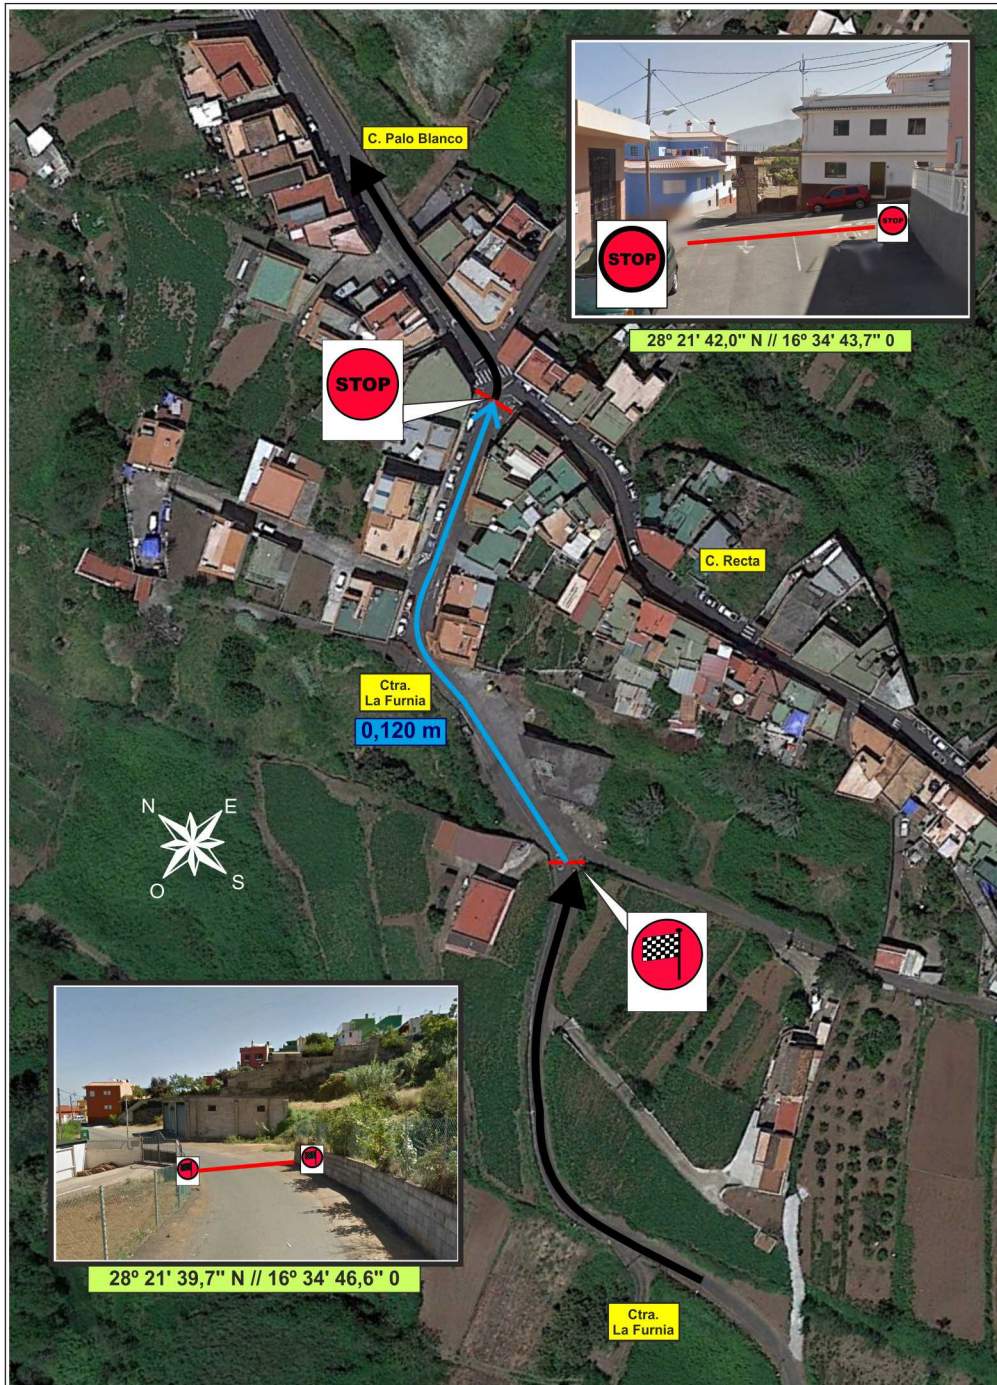 C. Palo Blanco
STOP
STOP
28º 21' 42,0" N // 16º 34' 43,7" 0
STOP
C. Recta
Ctra.
La Furnia
0,120 m
N
E
O
S
28º 21' 39,7" N // 16º 34' 46,6" 0
Ctra.
La Furnia